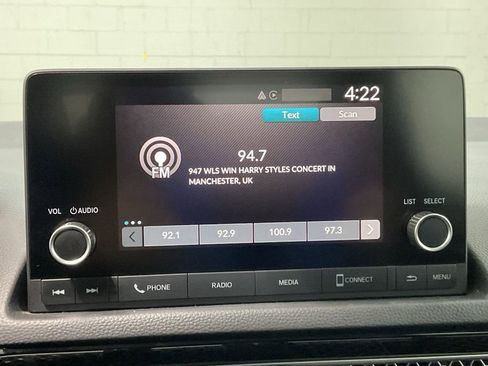 4:22
Text Scan
94.7
FM
947 WLS WIN HARRY STYLES CONCERT IN
MANCHESTER, UK
VOL AUDIO
LIST SELECT
92.1 92.9 100.9 97.3
PHONE RADIO MEDIA CONNECT MENU